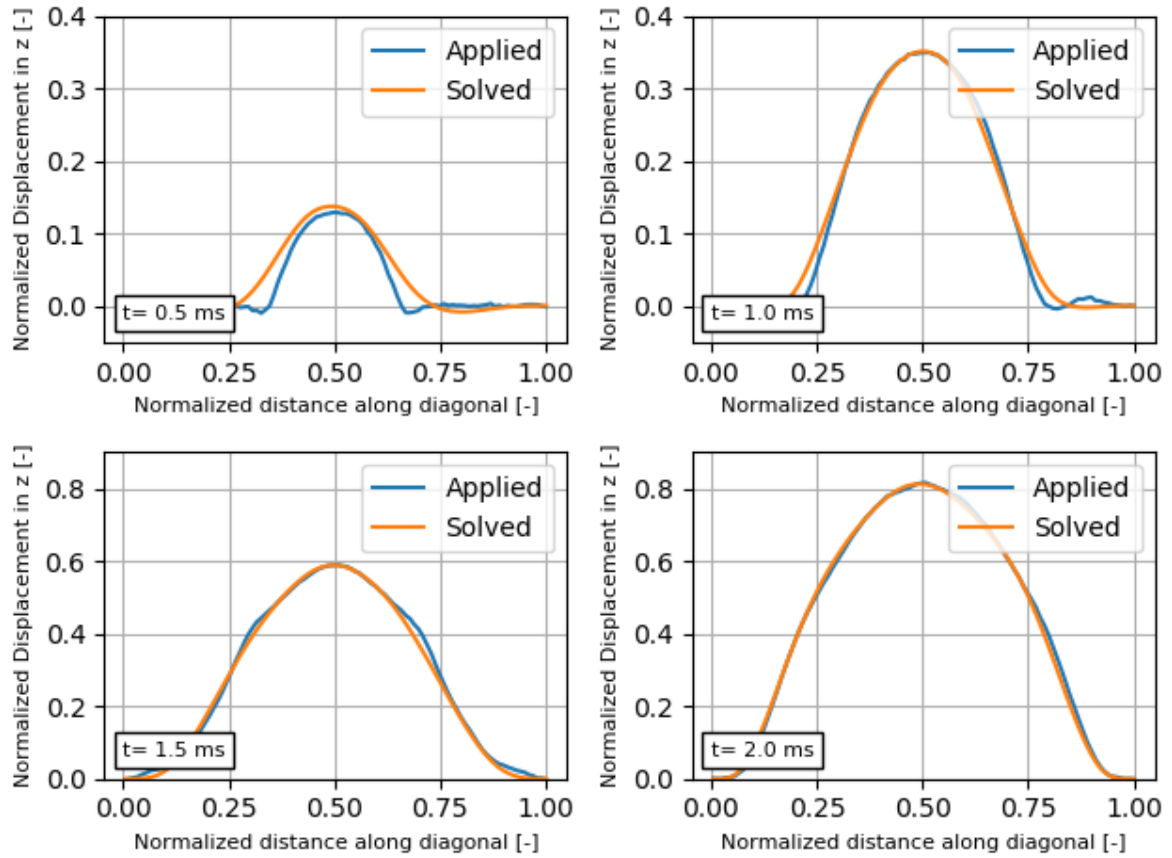 Normalized Displacement in z [-]
0.4
0.3
0.2
0.1
0.0
Applied
Solved
t= 0.5 ms
0.00 0.25 0.50 0.75 1.00
Normalized distance along diagonal [-]
Normalized Displacement in z [-]
0.4
0.3
0.2
0.1
0.0
Applied
Solved
t= 1.0 ms
0.00 0.25 0.50 0.75 1.00
Normalized distance along diagonal [-]
Normalized Displacement in z [-]
0.8
0.6
0.4
0.2
0.0
Applied
Solved
t= 1.5 ms
0.00 0.25 0.50 0.75 1.00
Normalized distance along diagonal [-]
Normalized Displacement in z [-]
0.8
0.6
0.4
0.2
0.0
Applied
Solved
t= 2.0 ms
0.00 0.25 0.50 0.75 1.00
Normalized distance along diagonal [-]